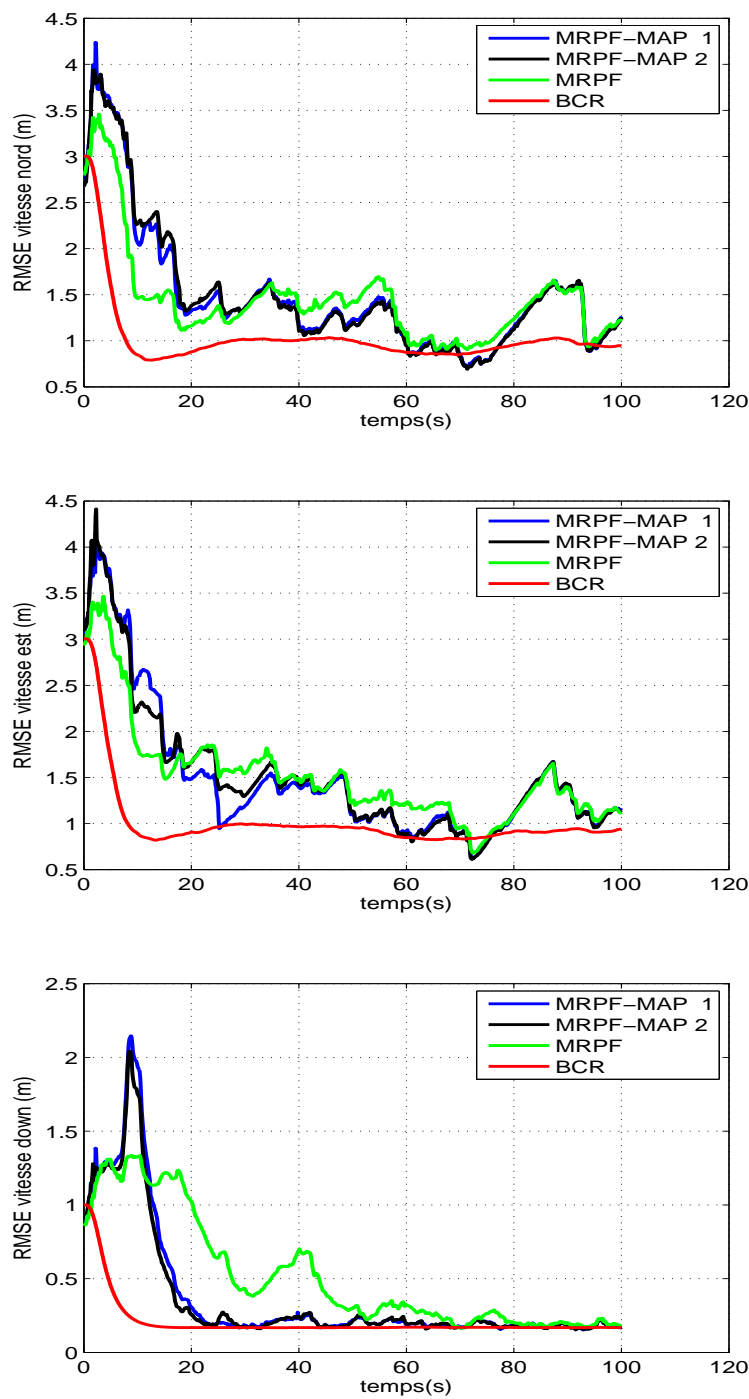 4.5
4
3.5
3
2.5
2
1.5
1
0.5
RMSE vitesse nord (m)
MRPF−MAP 1
MRPF−MAP 2
MRPF
BCR
0 20 40 60 80 100 120
temps(s)
4.5
4
3.5
3
2.5
2
1.5
1
0.5
RMSE vitesse est (m)
MRPF−MAP 1
MRPF−MAP 2
MRPF
BCR
0 20 40 60 80 100 120
temps(s)
2.5
2
1.5
1
0.5
0
RMSE vitesse down (m)
MRPF−MAP 1
MRPF−MAP 2
MRPF
BCR
0 20 40 60 80 100 120
temps(s)